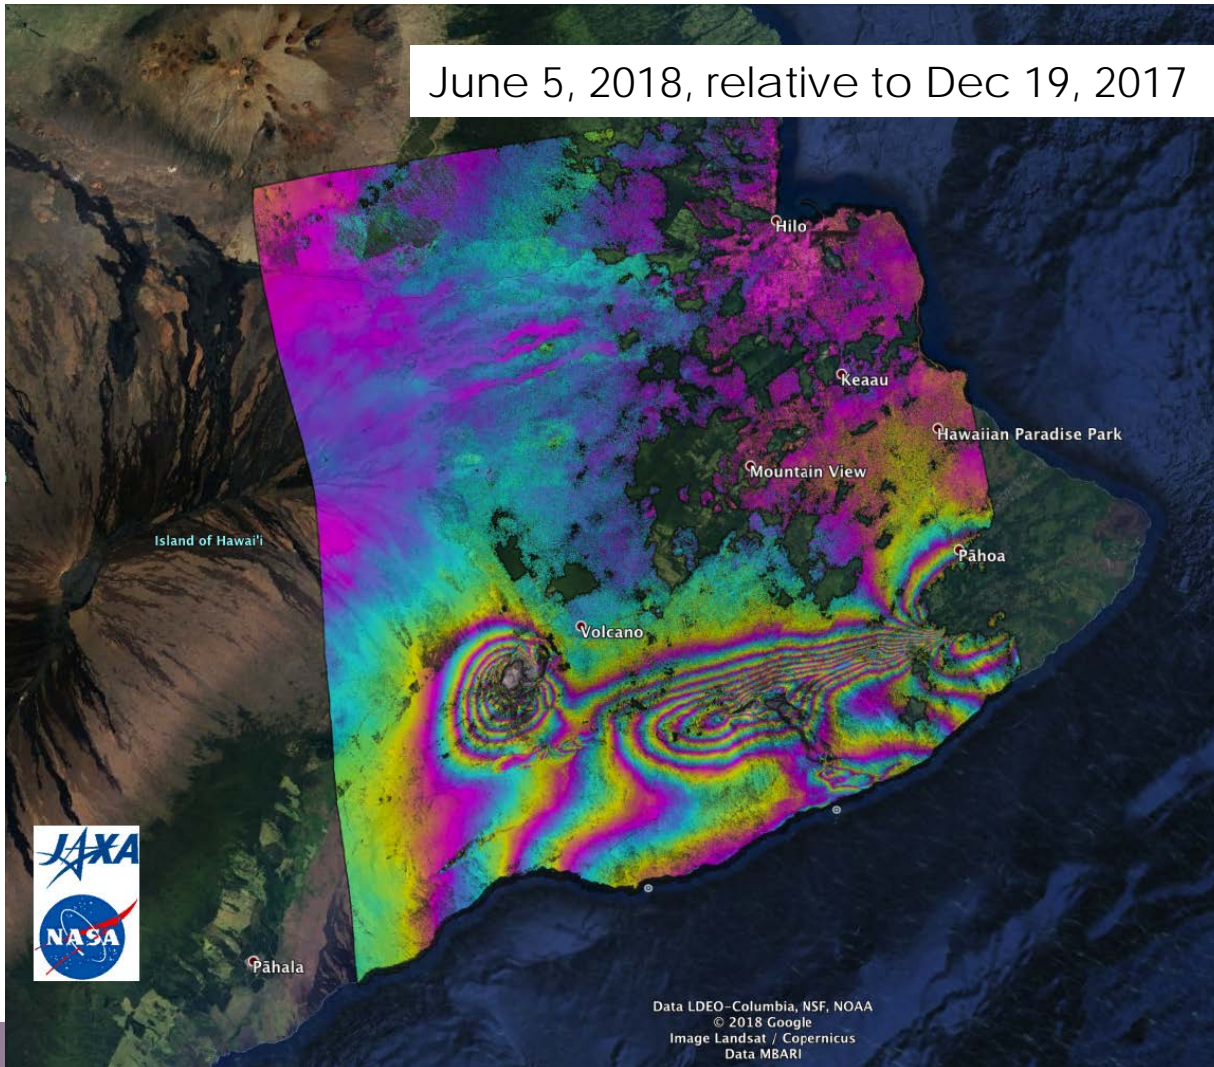 June 5, 2018, relative to Dec 19, 2017
Hilo
Keaau
Hawaiian Paradise Park
Mountain View
Island of Hawai'i
Pāhoa
Volcano
JAXA
NASA
Pāhala
Data LDEO-Columbia, NSF, NOAA
© 2018 Google
Image Landsat / Copernicus
Data MBARI